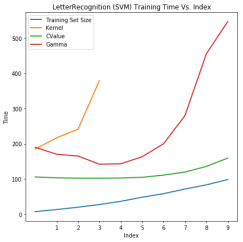 LetterRecognition (SVM) Training Time Vs. Index
Training Set Size
Kernel
CValue
Gamma
500
400
300
200
100
0
Time
1 2 3 4 5 6 7 8 9
Index